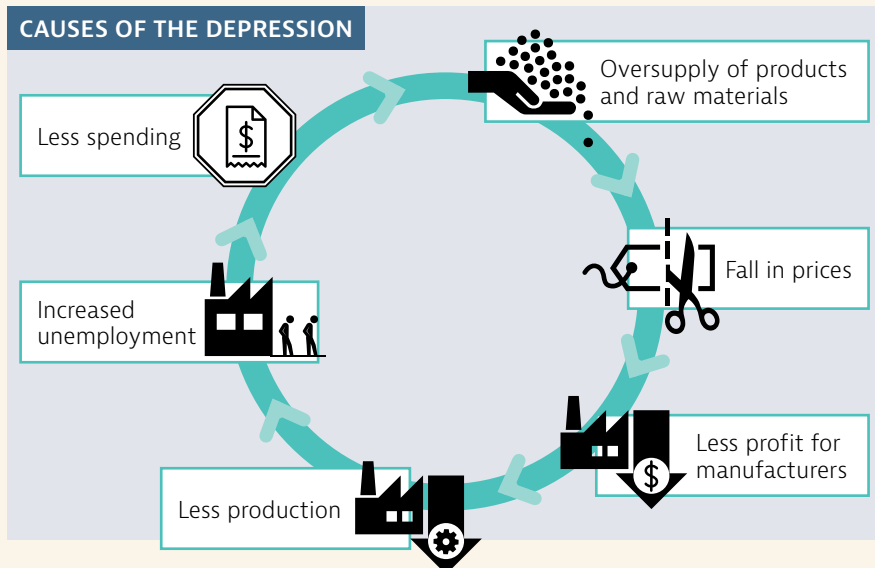 CAUSES OF THE DEPRESSION
Oversupply of products
and raw materials
Fall in prices
Less profit for
manufacturers
Less production
Increased
unemployment
Less spending
$
$